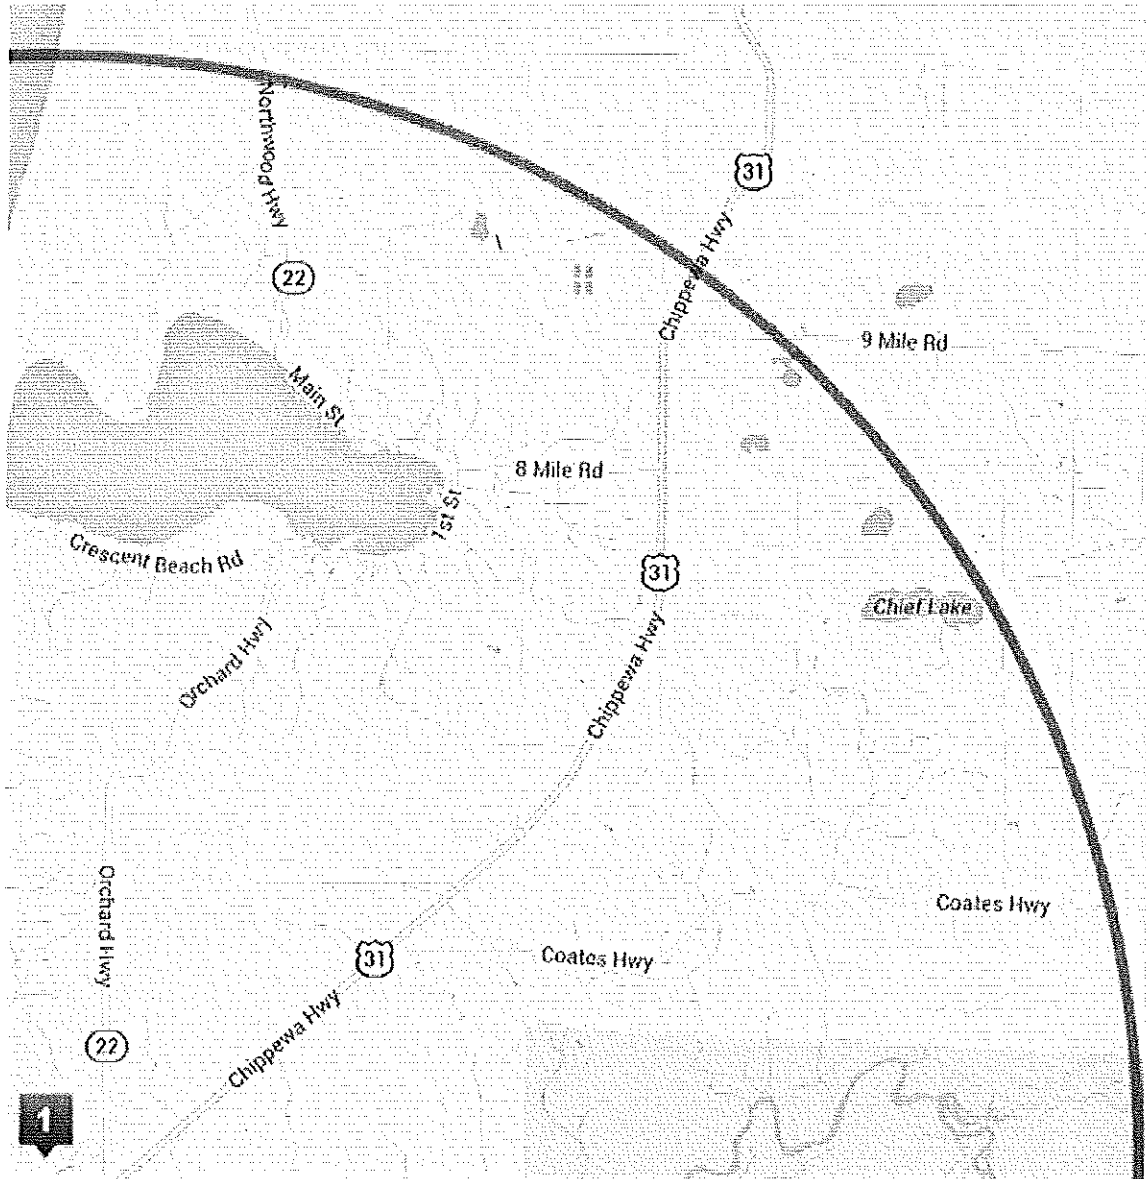 Northwood Hwy
31
Chippewa Hwy
22
9 Mile Rd
Main St
8 Mile Rd
1st St
Crescent Beach Rd
31
Chief Lake
Orchard Hwy
Chippewa Hwy
Orchard Hwy
Coates Hwy
31
Coates Hwy
Chippewa Hwy
22
1